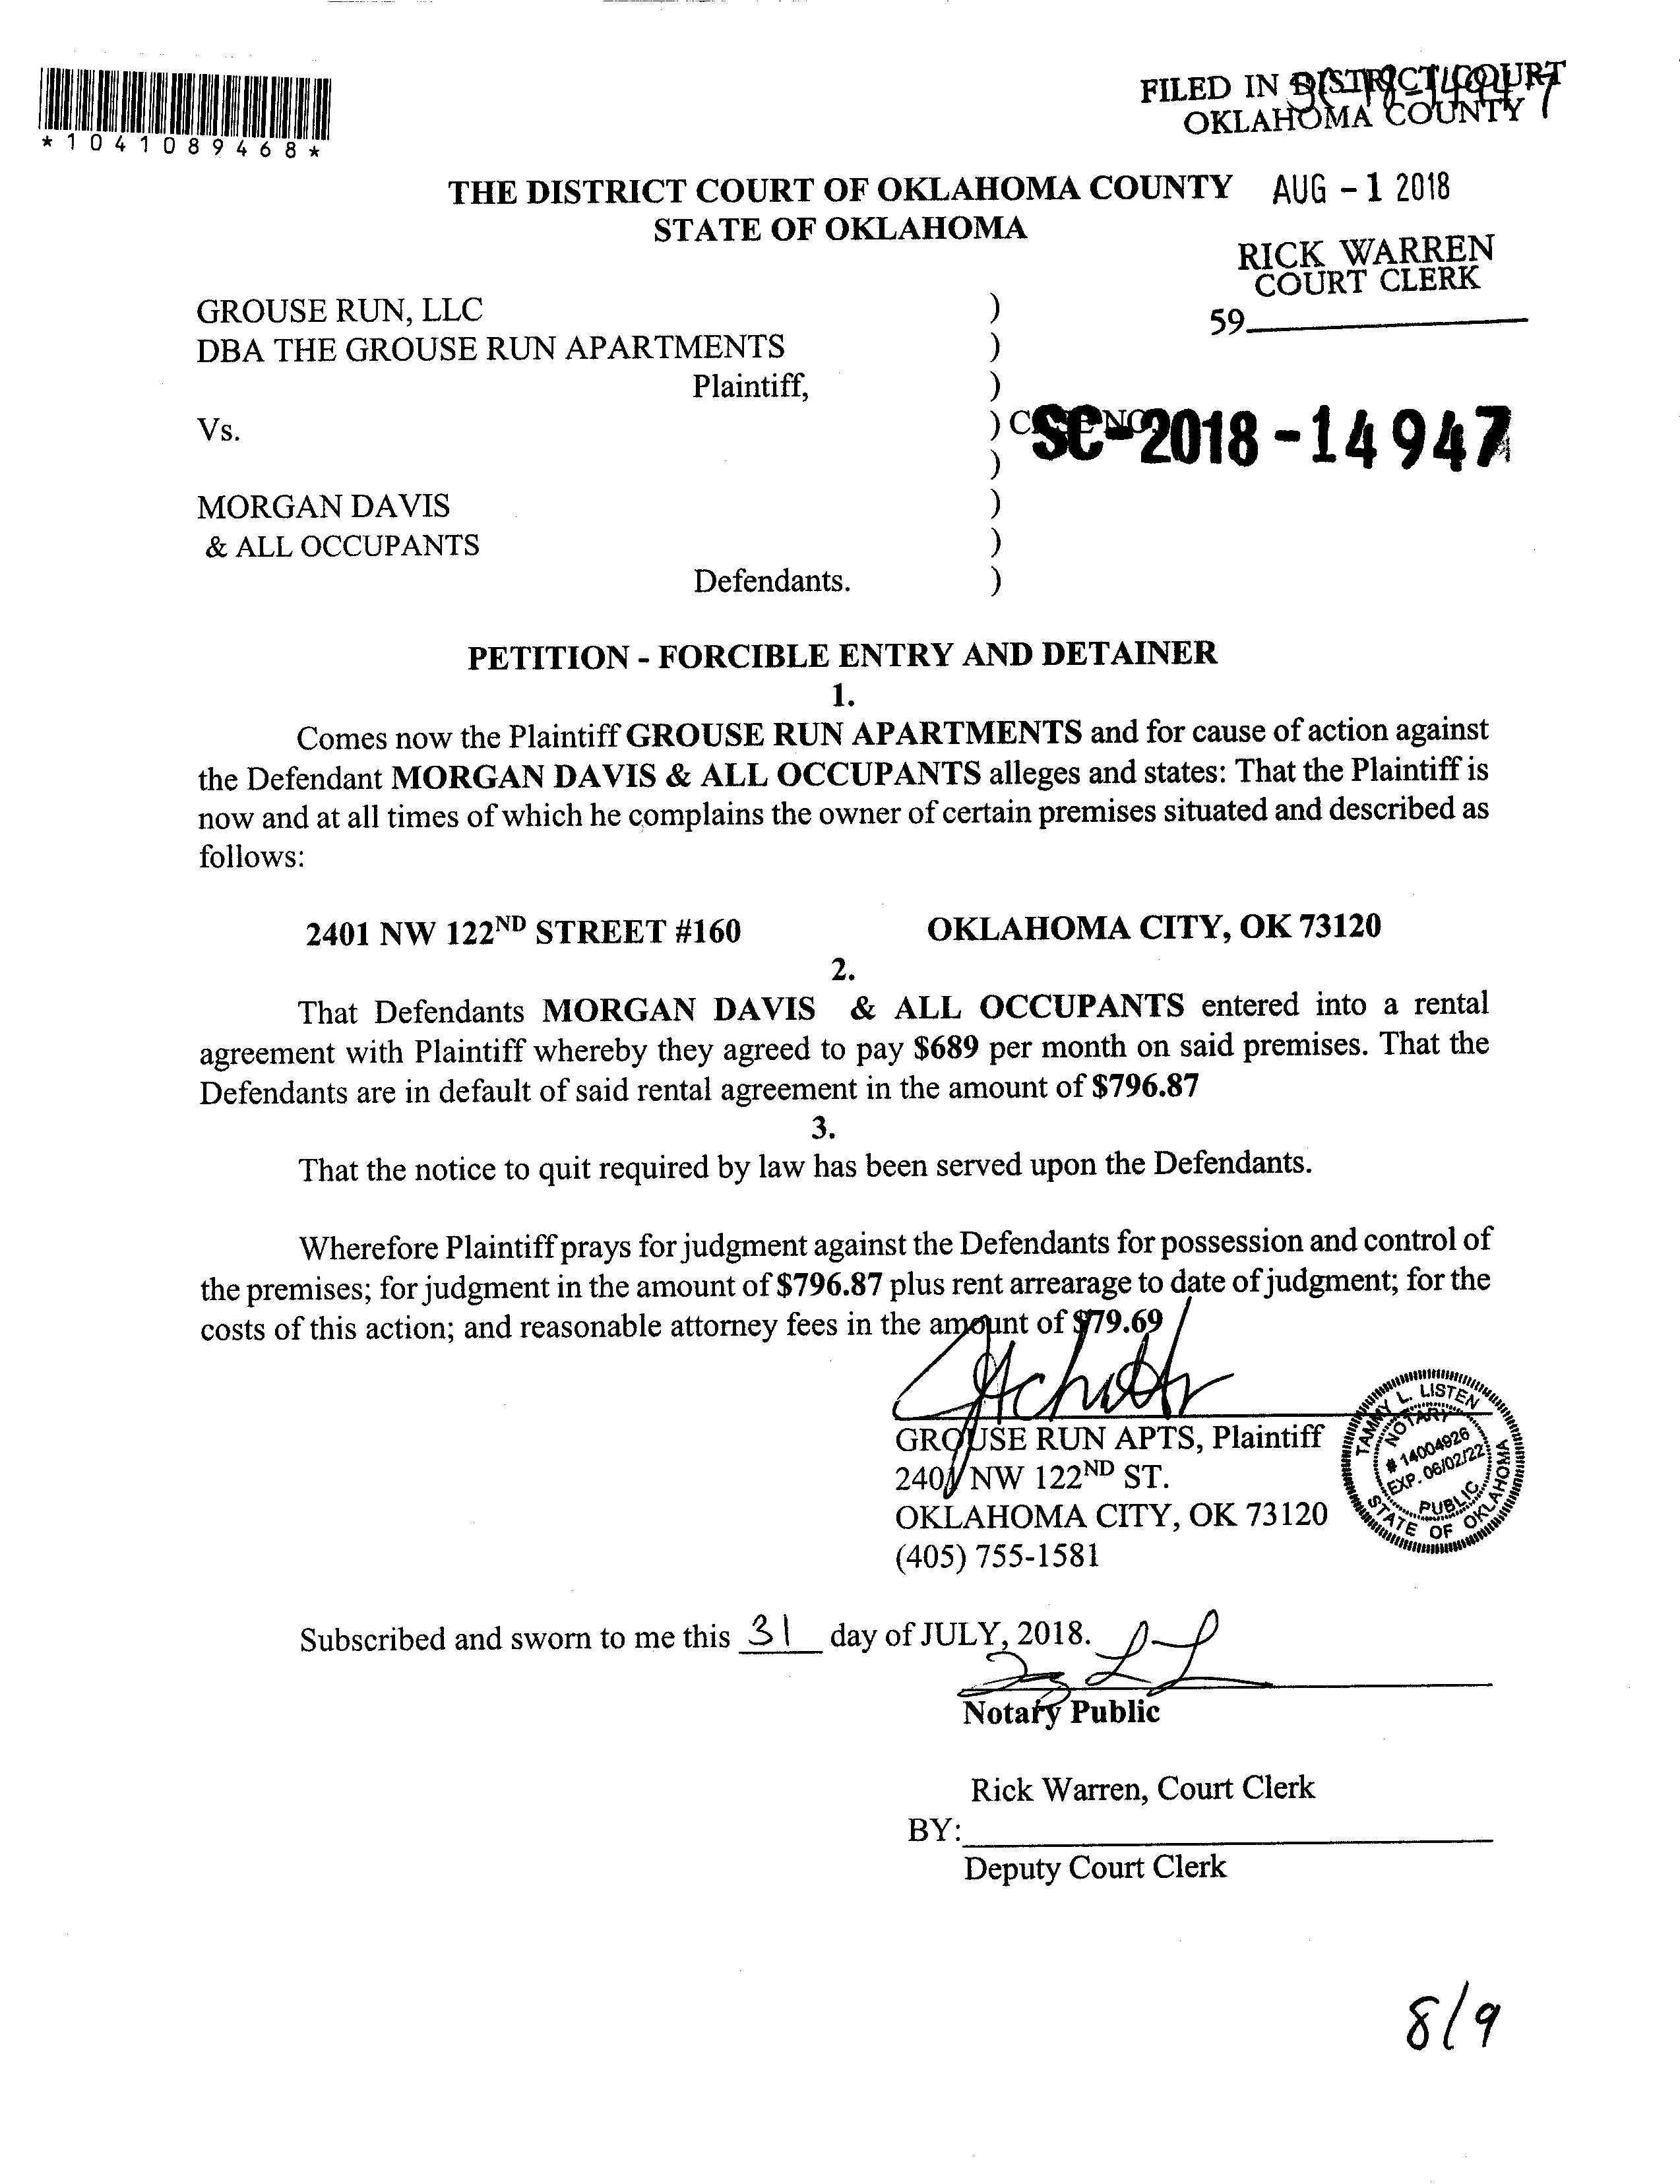 *1041089468*
FILED IN DISTRICT COURT
OKLAHOMA COUNTY
SC-18-14947
THE DISTRICT COURT OF OKLAHOMA COUNTY
STATE OF OKLAHOMA
AUG -1 2018
RICK WARREN
COURT CLERK
59
GROUSE RUN, LLC )
DBA THE GROUSE RUN APARTMENTS )
Plaintiff, )
Vs. ) CASE NO. SC-2018-14947
)
MORGAN DAVIS )
& ALL OCCUPANTS )
Defendants. )
PETITION - FORCIBLE ENTRY AND DETAINER
1.
Comes now the Plaintiff GROUSE RUN APARTMENTS and for cause of action against
the Defendant MORGAN DAVIS & ALL OCCUPANTS alleges and states: That the Plaintiff is
now and at all times of which he complains the owner of certain premises situated and described as
follows:
2401 NW 122ND STREET #160 OKLAHOMA CITY, OK 73120
2.
That Defendants MORGAN DAVIS & ALL OCCUPANTS entered into a rental
agreement with Plaintiff whereby they agreed to pay $689 per month on said premises. That the
Defendants are in default of said rental agreement in the amount of $796.87
3.
That the notice to quit required by law has been served upon the Defendants.
Wherefore Plaintiff prays for judgment against the Defendants for possession and control of
the premises; for judgment in the amount of $796.87 plus rent arrearage to date of judgment; for the
costs of this action; and reasonable attorney fees in the amount of $79.69
GROUSE RUN APTS, Plaintiff
2401 NW 122ND ST.
OKLAHOMA CITY, OK 73120
(405) 755-1581
TAMMY L. LISTEN
NOTARY
# 14004926
EXP. 06/02/22
PUBLIC
STATE OF OKLAHOMA
Subscribed and sworn to me this 31 day of JULY, 2018.
Notary Public
Rick Warren, Court Clerk
BY:
Deputy Court Clerk
8/9